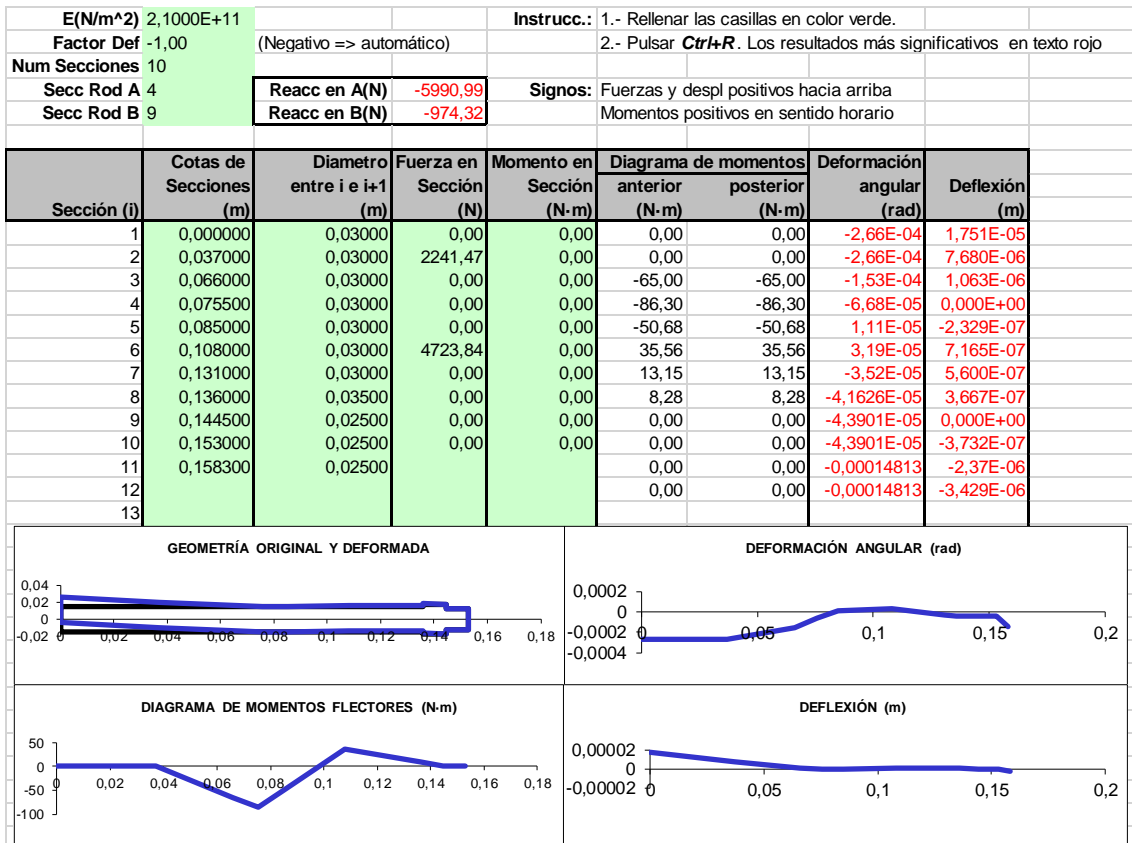 E(N/m^2) 2,1000E+11 Instrucc.: 1.- Rellenar las casillas en color verde.
Factor Def -1,00 (Negativo => automático) 2.- Pulsar Ctrl+R. Los resultados más significativos en texto rojo
Num Secciones 10
Secc Rod A 4 Reacc en A(N) -5990,99 Signos: Fuerzas y despl positivos hacia arriba
Secc Rod B 9 Reacc en B(N) -974,32 Momentos positivos en sentido horario
Cotas de Diametro Fuerza en Momento en Diagrama de momentos Deformación
Secciones entre i e i+1 Sección Sección anterior posterior angular Deflexión
Sección (i) (m) (m) (N) (N·m) (N·m) (N·m) (rad) (m)
1 0,000000 0,03000 0,00 0,00 0,00 0,00 -2,66E-04 1,751E-05
2 0,037000 0,03000 2241,47 0,00 0,00 0,00 -2,66E-04 7,680E-06
3 0,066000 0,03000 0,00 0,00 -65,00 -65,00 -1,53E-04 1,063E-06
4 0,075500 0,03000 0,00 0,00 -86,30 -86,30 -6,68E-05 0,000E+00
5 0,085000 0,03000 0,00 0,00 -50,68 -50,68 1,11E-05 -2,329E-07
6 0,108000 0,03000 4723,84 0,00 35,56 35,56 3,19E-05 7,165E-07
7 0,131000 0,03000 0,00 0,00 13,15 13,15 -3,52E-05 5,600E-07
8 0,136000 0,03500 0,00 0,00 8,28 8,28 -4,1626E-05 3,667E-07
9 0,144500 0,02500 0,00 0,00 0,00 0,00 -4,3901E-05 0,000E+00
10 0,153000 0,02500 0,00 0,00 0,00 0,00 -4,3901E-05 -3,732E-07
11 0,158300 0,02500 0,00 0,00 -0,00014813 -2,37E-06
12 0,00 0,00 -0,00014813 -3,429E-06
13
GEOMETRÍA ORIGINAL Y DEFORMADA
0,04
0,02
0
-0,02
0 0,02 0,04 0,06 0,08 0,1 0,12 0,14 0,16 0,18
DEFORMACIÓN ANGULAR (rad)
0,0002
0
-0,0002
-0,0004
0 0,05 0,1 0,15 0,2
DIAGRAMA DE MOMENTOS FLECTORES (N·m)
50
0
-50
-100
0 0,02 0,04 0,06 0,08 0,1 0,12 0,14 0,16 0,18
DEFLEXIÓN (m)
0,00002
0
-0,00002
0 0,05 0,1 0,15 0,2